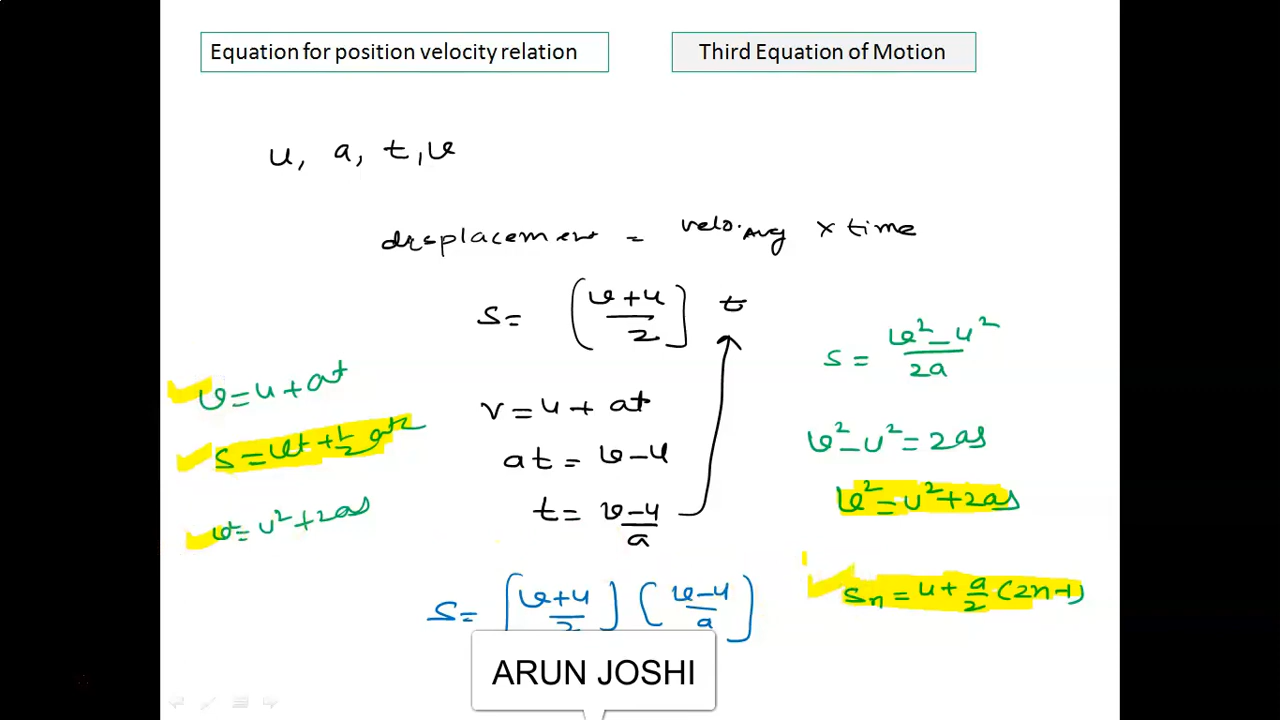 Equation for position velocity relation
Third Equation of Motion
u, a, t, v
displacement = velo. Avg × time
s = (v+u/2) t
v = u + at
at = v-u
t = v-u/a
s = (v+u/2) (v-u/a)
s = v²-u²/2a
v²-u² = 2as
v² = u²+2as
v = u + at
s = ut + 1/2 at²
v² = u² + 2as
sn = u + a/2 (2n-1)
ARUN JOSHI